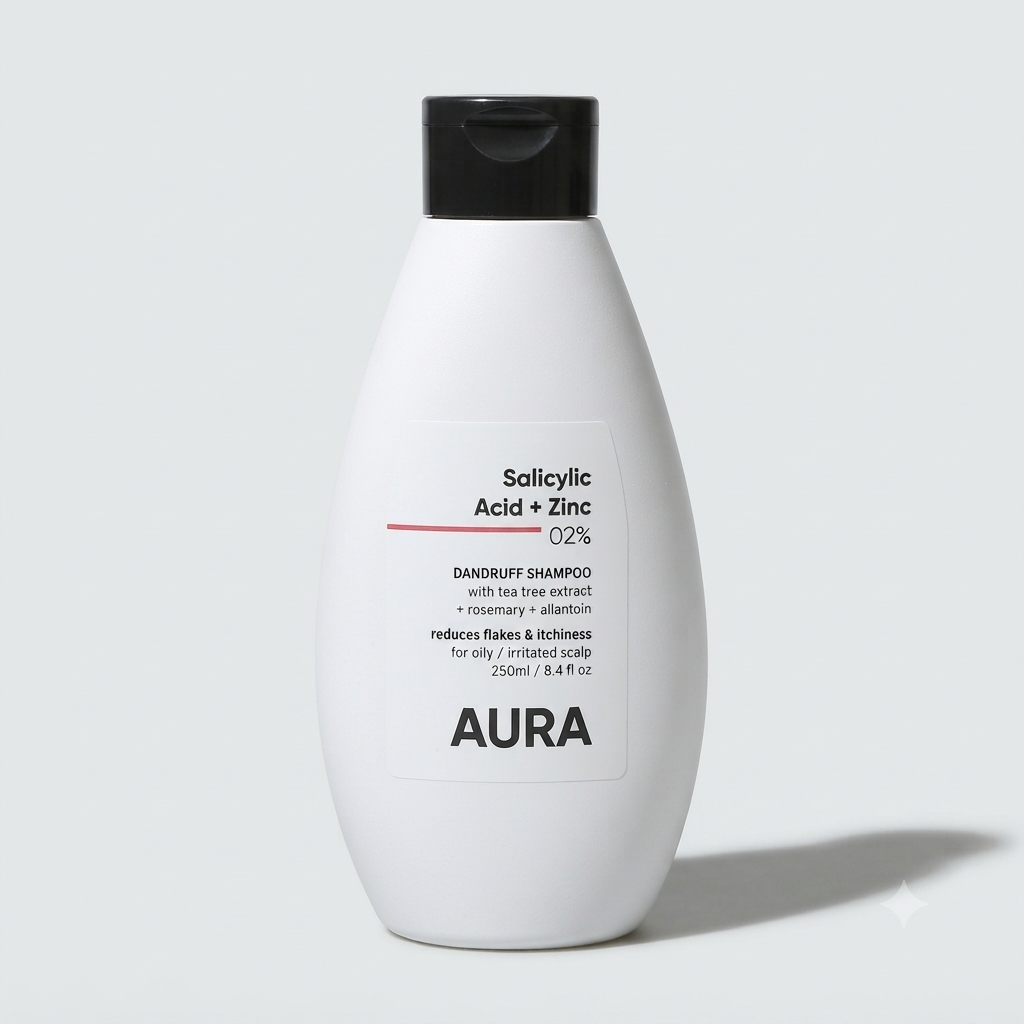 Salicylic
Acid + Zinc
02%
DANDRUFF SHAMPOO
with tea tree extract
+ rosemary + allantoin
reduces flakes & itchiness
for oily / irritated scalp
250ml / 8.4 fl oz
AURA